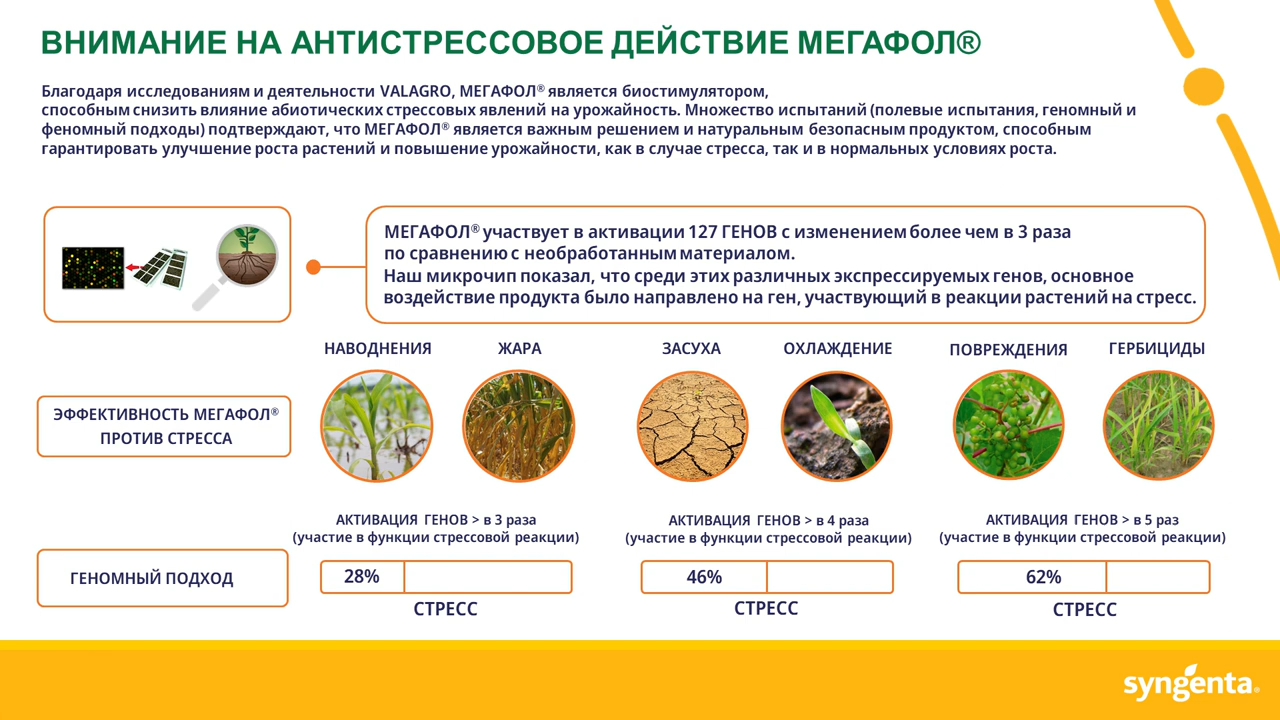 ВНИМАНИЕ НА АНТИСТРЕССОВОЕ ДЕЙСТВИЕ МЕГАФОЛ®
Благодаря исследованиям и деятельности VALAGRO, МЕГАФОЛ® является биостимулятором,
способным снизить влияние абиотических стрессовых явлений на урожайность. Множество испытаний (полевые испытания, геномный и
феномный подходы) подтверждают, что МЕГАФОЛ® является важным решением и натуральным безопасным продуктом, способным
гарантировать улучшение роста растений и повышение урожайности, как в случае стресса, так и в нормальных условиях роста.
МЕГАФОЛ® участвует в активации 127 ГЕНОВ с изменением более чем в 3 раза
по сравнению с необработанным материалом.
Наш микрочип показал, что среди этих различных экспрессируемых генов, основное
воздействие продукта было направлено на ген, участвующий в реакции растений на стресс.
НАВОДНЕНИЯ ЖАРА ЗАСУХА ОХЛАЖДЕНИЕ ПОВРЕЖДЕНИЯ ГЕРБИЦИДЫ
ЭФФЕКТИВНОСТЬ МЕГАФОЛ®
ПРОТИВ СТРЕССА
АКТИВАЦИЯ ГЕНОВ > в 3 раза
(участие в функции стрессовой реакции)
АКТИВАЦИЯ ГЕНОВ > в 4 раза
(участие в функции стрессовой реакции)
АКТИВАЦИЯ ГЕНОВ > в 5 раз
(участие в функции стрессовой реакции)
ГЕНОМНЫЙ ПОДХОД
28%
СТРЕСС
46%
СТРЕСС
62%
СТРЕСС
syngenta®